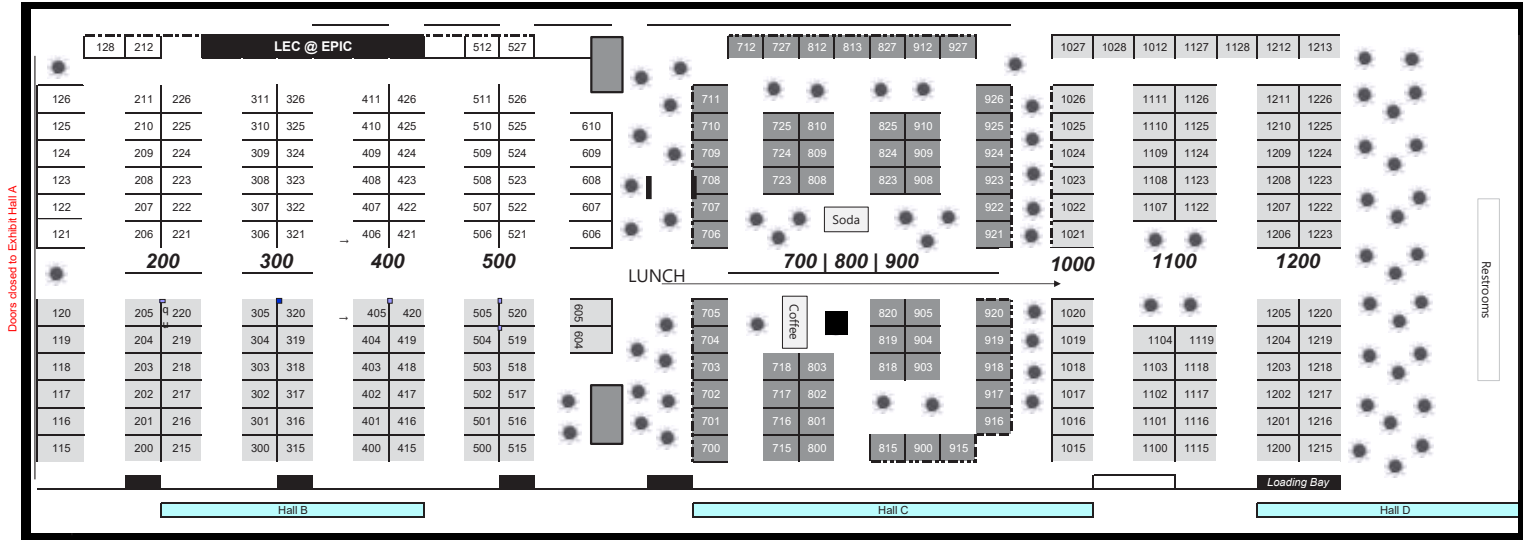 128 212 LEC @ EPIC 512 527 712 727 812 813 827 912 927 1027 1028 1012 1127 1128 1212 1213
126 211 226 311 326 411 426 511 526 711 926 1026 1111 1126 1211 1226
125 210 225 310 325 410 425 510 525 610 710 725 810 825 910 925 1025 1110 1125 1210 1225
124 209 224 309 324 409 424 509 524 609 709 724 809 824 909 924 1024 1109 1124 1209 1224
123 208 223 308 323 408 423 508 523 608 708 723 808 823 908 923 1023 1108 1123 1208 1223
122 207 222 307 322 407 422 507 522 607 707 922 1022 1107 1122 1207 1222
Soda
121 206 221 306 321 → 406 421 506 521 606 706 921 1021 1206 1223
200 300 400 500 700 | 800 | 900 1000 1100 1200
LUNCH
Doors closed to Exhibit Hall A
Restrooms
120 205 q u 220 305 320 → 405 420 505 520 605 705 Coffee 820 905 920 1020 1205 1220
119 204 219 304 319 404 419 504 519 604 704 819 904 919 1019 1104 1119 1204 1219
118 203 218 303 318 403 418 503 518 703 718 803 818 903 918 1018 1103 1118 1203 1218
117 202 217 302 317 402 417 502 517 702 717 802 917 1017 1102 1117 1202 1217
116 201 216 301 316 401 416 501 516 701 716 801 916 1016 1101 1116 1201 1216
115 200 215 300 315 400 415 500 515 700 715 800 815 900 915 1015 1100 1115 1200 1215
Loading Bay
Hall B Hall C Hall D